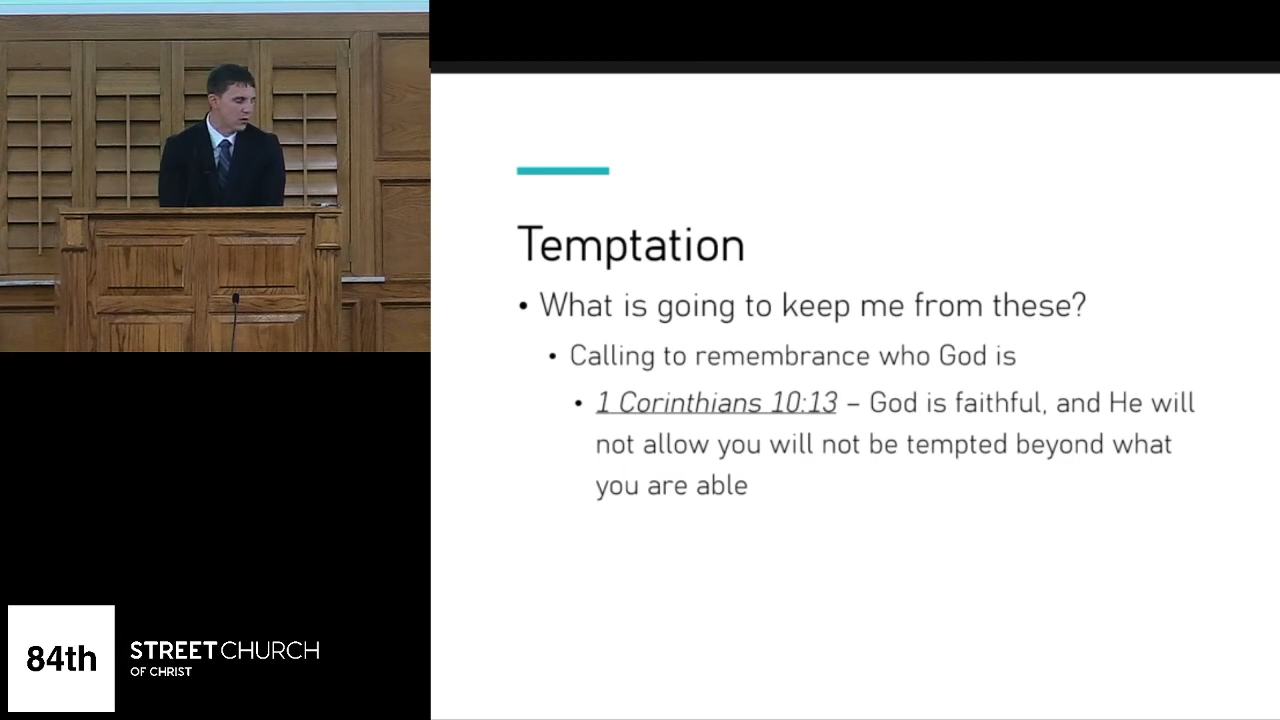 Temptation
• What is going to keep me from these?
• Calling to remembrance who God is
• 1 Corinthians 10:13 – God is faithful, and He will
not allow you will not be tempted beyond what
you are able
84th
STREET CHURCH
OF CHRIST